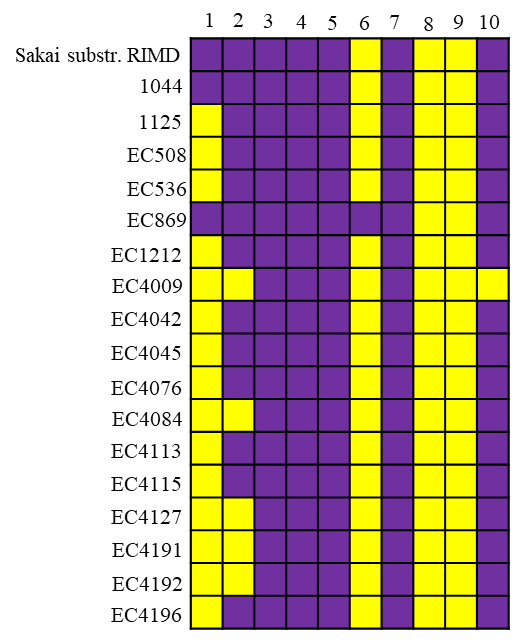 1 2 3 4 5 6 7 8 9 10
Sakai substr. RIMD
1044
1125
EC508
EC536
EC869
EC1212
EC4009
EC4042
EC4045
EC4076
EC4084
EC4113
EC4115
EC4127
EC4191
EC4192
EC4196